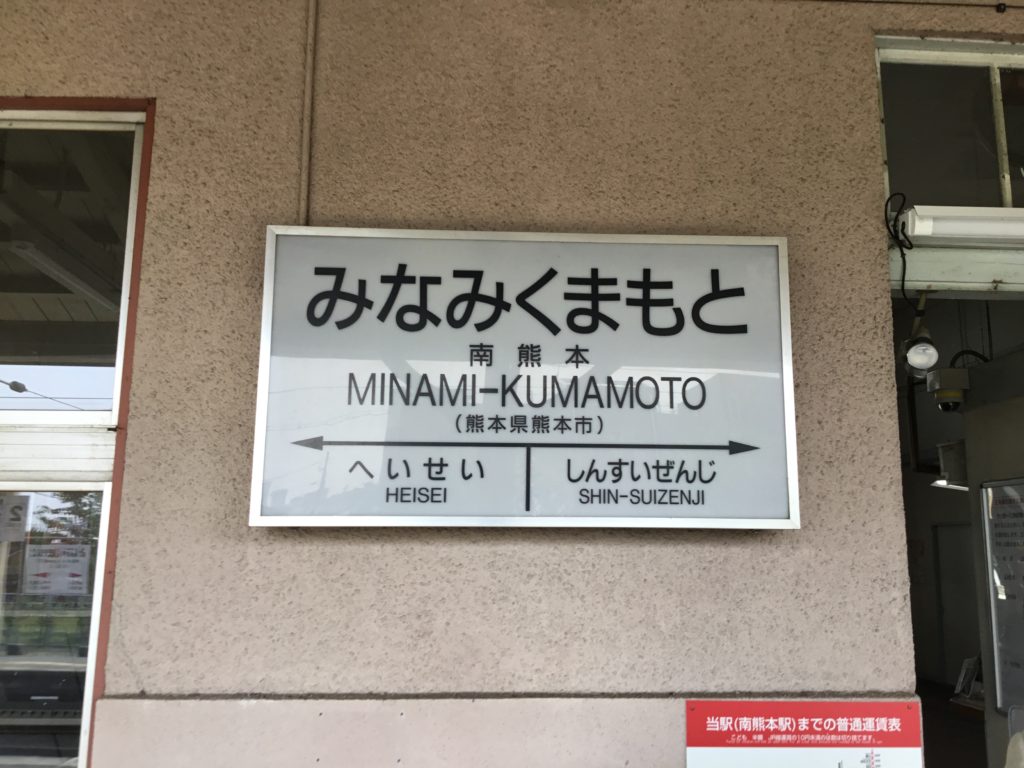 みなみくまもと
南熊本
MINAMI-KUMAMOTO
(熊本県熊本市)
へいせい
HEISEI
しんすいぜんじ
SHIN-SUIZENJI
2
当駅(南熊本駅)までの普通運賃表